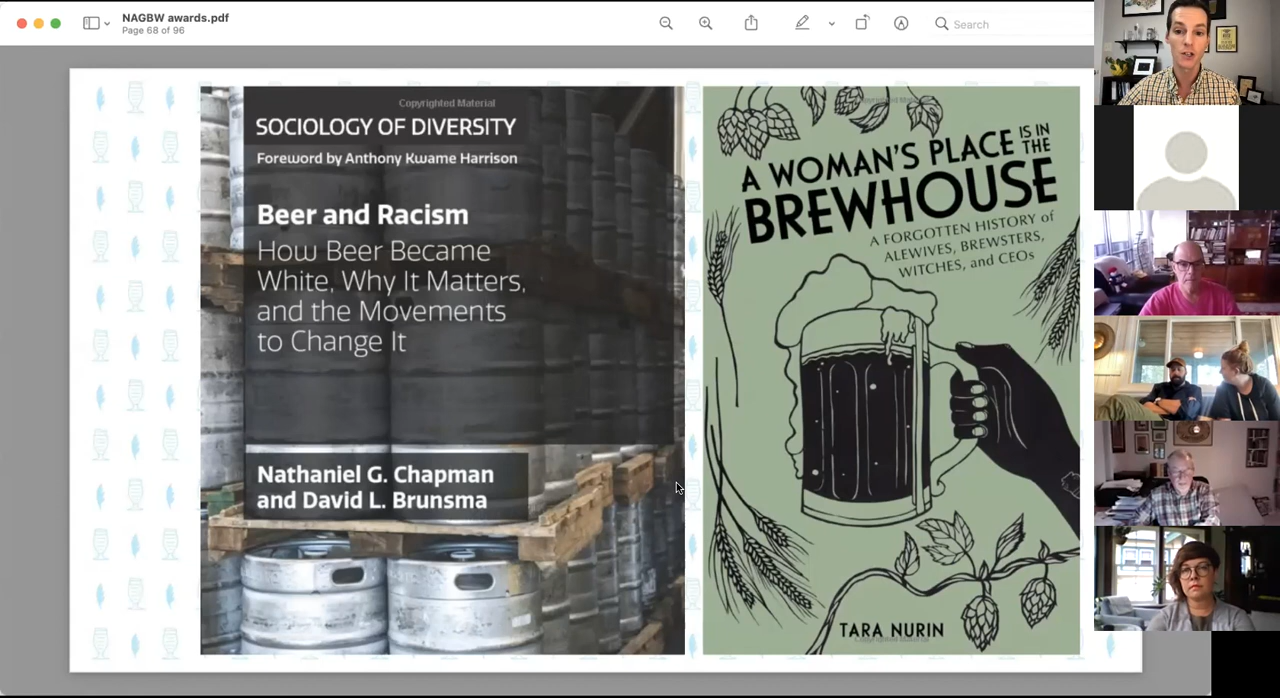 NAGBW awards.pdf
Page 68 of 96
Search
Copyrighted Material
SOCIOLOGY OF DIVERSITY
Foreword by Anthony Kwame Harrison
Beer and Racism
How Beer Became
White, Why It Matters,
and the Movements
to Change It
Nathaniel G. Chapman
and David L. Brunsma
A WOMAN'S PLACE IS IN THE
BREWHOUSE
A FORGOTTEN HISTORY of
ALEWIVES, BREWSTERS,
WITCHES, and CEOs
TARA NURIN